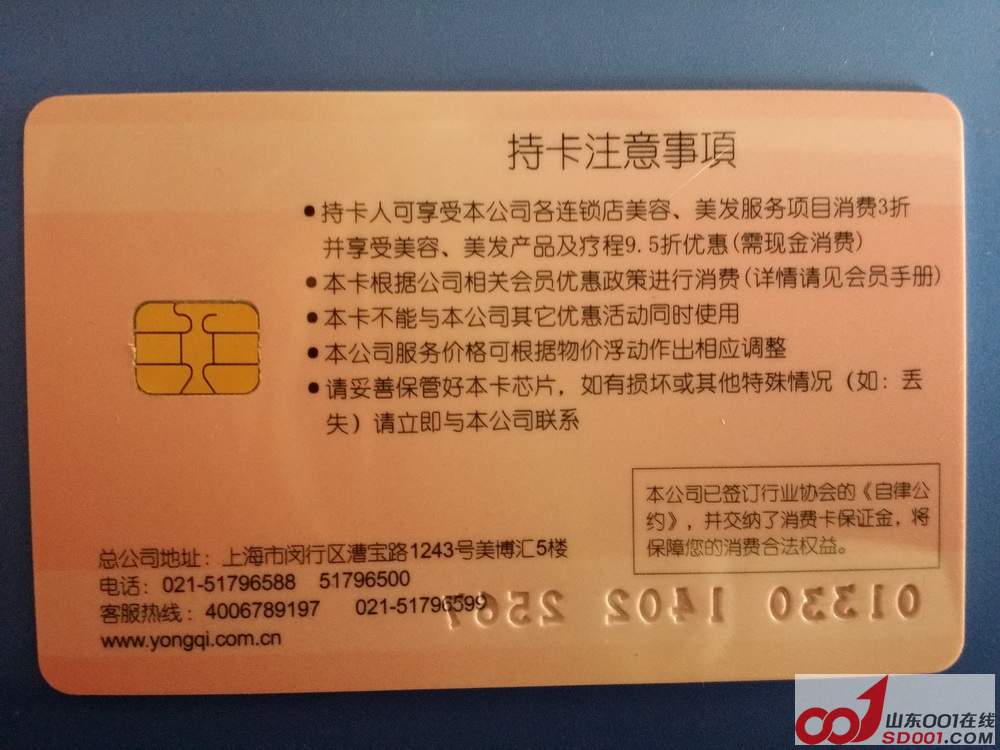 持卡注意事項
●持卡人可享受本公司各连锁店美容、美发服务项目消费3折
并享受美容、美发产品及疗程9.5折优惠(需现金消费)
●本卡根据公司相关会员优惠政策进行消费(详情请见会员手册)
●本卡不能与本公司其它优惠活动同时使用
●本公司服务价格可根据物价浮动作出相应调整
●请妥善保管好本卡芯片，如有损坏或其他特殊情况（如：丢
失）请立即与本公司联系
本公司已签订行业协会的《自律公
约》，并交纳了消费卡保证金，将
保障您的消费合法权益。
总公司地址：上海市闵行区漕宝路1243号美博汇5楼
电话：021-51796588 51796500
客服热线：4006789197 021-51796599
www.yongqi.com.cn
01330 1402 2567
山东001在线
SD001.COM